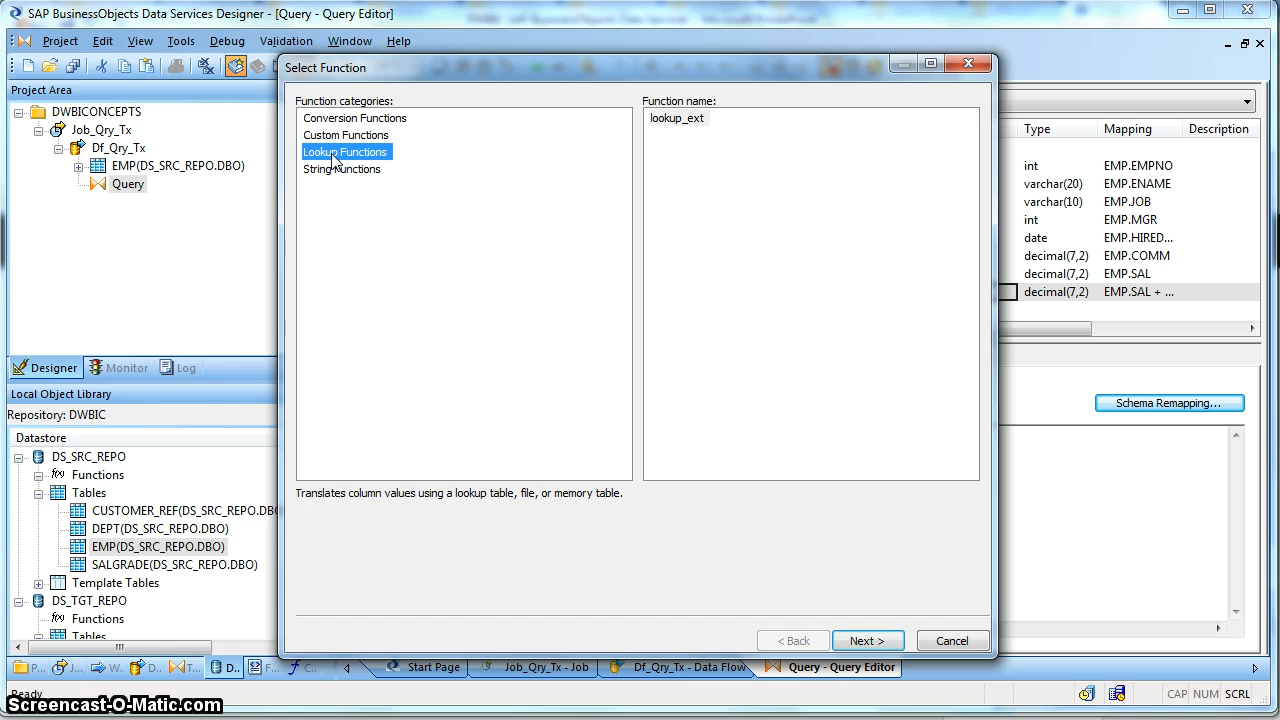 SAP BusinessObjects Data Services Designer - [Query - Query Editor]
Project Edit View Tools Debug Validation Window Help
Project Area
DWBICONCEPTS
Job_Qry_Tx
Df_Qry_Tx
EMP(DS_SRC_REPO.DBO)
Query
Designer Monitor Log
Local Object Library
Repository: DWBIC
Datastore
DS_SRC_REPO
Functions
Tables
CUSTOMER_REF(DS_SRC_REPO.DBO
DEPT(DS_SRC_REPO.DBO)
EMP(DS_SRC_REPO.DBO)
SALGRADE(DS_SRC_REPO.DBO)
Template Tables
DS_TGT_REPO
Functions
Tables
Select Function
Function categories:
Conversion Functions
Custom Functions
Lookup Functions
String Functions
Function name:
lookup_ext
Translates column values using a lookup table, file, or memory table.
< Back Next > Cancel
Type Mapping Description
int EMP.EMPNO
varchar(20) EMP.ENAME
varchar(10) EMP.JOB
int EMP.MGR
date EMP.HIRED...
decimal(7,2) EMP.COMM
decimal(7,2) EMP.SAL
decimal(7,2) EMP.SAL + ...
Schema Remapping...
P... J... W... D... T... D.. F... C...
Start Page Job_Qry_Tx - Job Df_Qry_Tx - Data Flow Query - Query Editor
Ready
CAP NUM SCRL
Screencast-O-Matic.com